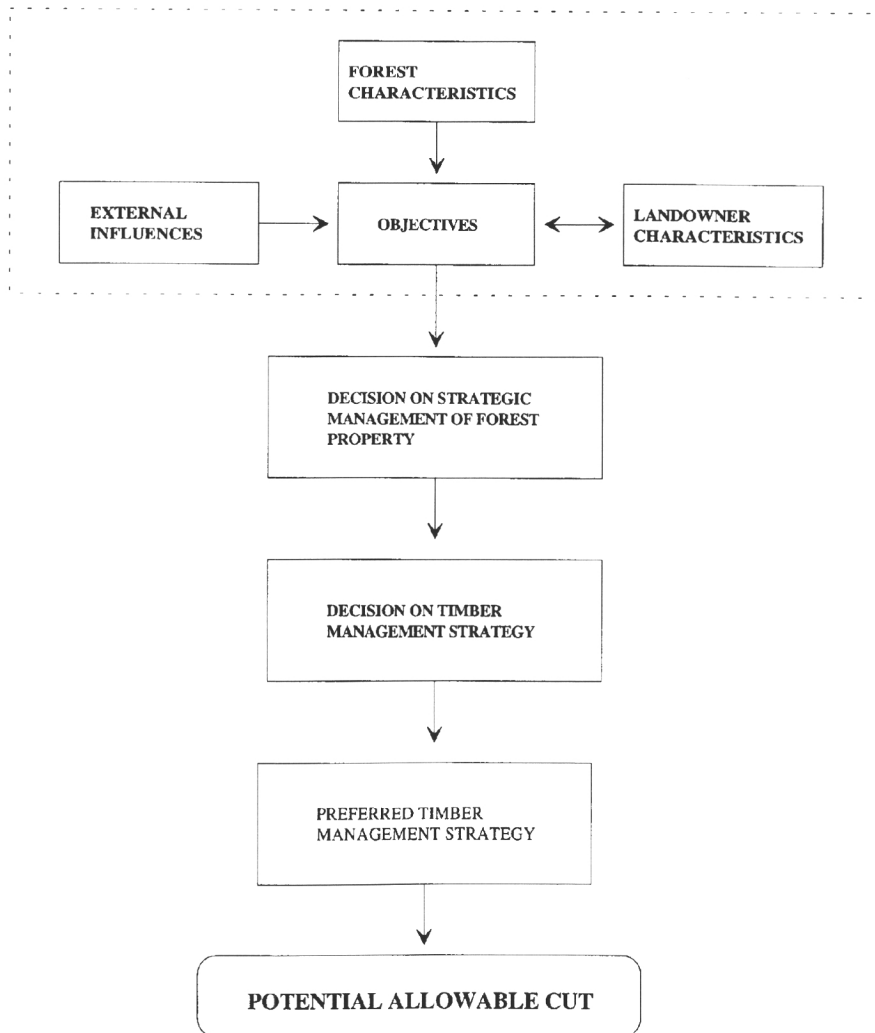 FOREST
CHARACTERISTICS
EXTERNAL
INFLUENCES
OBJECTIVES
LANDOWNER
CHARACTERISTICS
DECISION ON STRATEGIC
MANAGEMENT OF FOREST
PROPERTY
DECISION ON TIMBER
MANAGEMENT STRATEGY
PREFERRED TIMBER
MANAGEMENT STRATEGY
POTENTIAL ALLOWABLE CUT